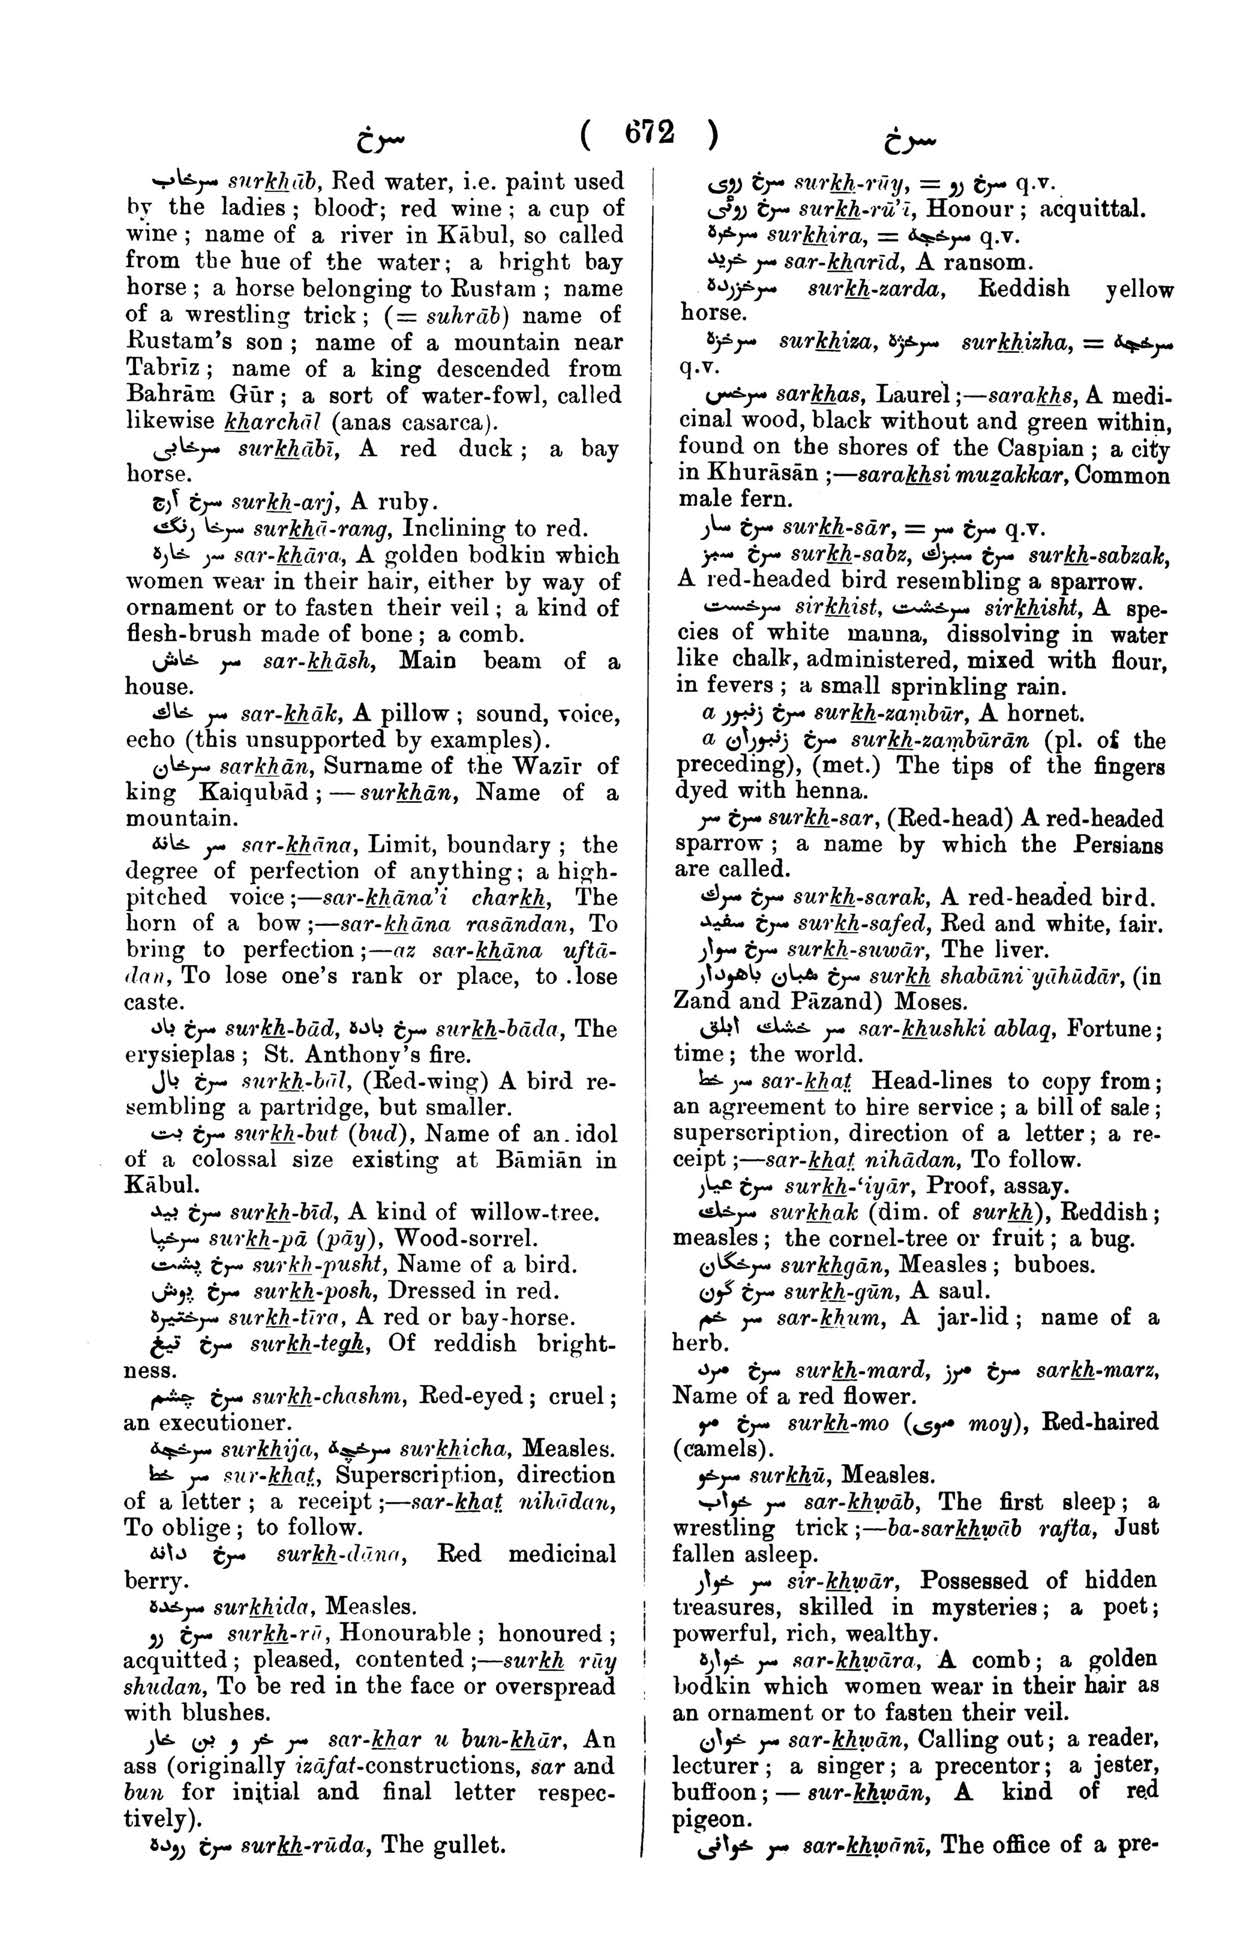 سرخ ( 672 ) سرخ
سرخاب surkhāb, Red water, i.e. paint used
by the ladies ; blood ; red wine ; a cup of
wine ; name of a river in Kābul, so called
from the hue of the water ; a bright bay
horse ; a horse belonging to Rustam ; name
of a wrestling trick ; (= suhrāb) name of
Rustam's son ; name of a mountain near
Tabrīz ; name of a king descended from
Bahrām Gūr ; a sort of water-fowl, called
likewise kharchāl (anas casarca).
سرخابی surkhābī, A red duck ; a bay
horse.
سرخ آرج surkh-arj, A ruby.
سرخا رنگ surkhā-rang, Inclining to red.
سر خاره sar-khāra, A golden bodkin which
women wear in their hair, either by way of
ornament or to fasten their veil ; a kind of
flesh-brush made of bone ; a comb.
سر خاش sar-khāsh, Main beam of a
house.
سر خاك sar-khāk, A pillow ; sound, voice,
echo (this unsupported by examples).
سرخان sarkhān, Surname of the Wazīr of
king Kaiqubād ; — surkhān, Name of a
mountain.
سر خانه sar-khāna, Limit, boundary ; the
degree of perfection of anything ; a high-
pitched voice ;—sar-khāna'i charkh, The
horn of a bow ;—sar-khāna rasāndan, To
bring to perfection ;—az sar-khāna uftā-
dan, To lose one's rank or place, to lose
caste.
سرخ باد surkh-bād, سرخ باده surkh-bāda, The
erysieplas ; St. Anthony's fire.
سرخ بال surkh-bāl, (Red-wing) A bird re-
sembling a partridge, but smaller.
سرخ بت surkh-but (bud), Name of an idol
of a colossal size existing at Bāmiān in
Kābul.
سرخ بید surkh-bīd, A kind of willow-tree.
سرخپا surkh-pā (pāy), Wood-sorrel.
سرخ پشت surkh-pusht, Name of a bird.
سرخ پوش surkh-posh, Dressed in red.
سرختیره surkh-tīra, A red or bay-horse.
سرخ تیغ surkh-tegh, Of reddish bright-
ness.
سرخ چشم surkh-chashm, Red-eyed ; cruel ;
an executioner.
سرخجه surkhija, سرخچه surkhicha, Measles.
سر خط sur-khat̤, Superscription, direction
of a letter ; a receipt ;—sar-khat̤ nihādan,
To oblige ; to follow.
سرخ دانه surkh-dāna, Red medicinal
berry.
سرخده surkhida, Measles.
سرخ رو surkh-rū, Honourable ; honoured ;
acquitted ; pleased, contented ;—surkh rūy
shudan, To be red in the face or overspread
with blushes.
سر خر و بن خار sar-khar u bun-khār, An
ass (originally izāfat-constructions, sar and
bun for initial and final letter respec-
tively).
سرخ روده surkh-rūda, The gullet.
سرخ روی surkh-rūy, = سرخ رو q.v.
سرخ روئی surkh-rū'ī, Honour ; acquittal.
سرخره surkhira, = سرخچه q.v.
سر خرید sar-kharīd, A ransom.
سرخزرده surkh-zarda, Reddish yellow
horse.
سرخزه surkhiza, سرخژه surkhizha, = سرخچه
q.v.
سرخس sarkhas, Laurel ;—sarakhs, A medi-
cinal wood, black without and green within,
found on the shores of the Caspian ; a city
in Khurāsān ;—sarakhsi muẕakkar, Common
male fern.
سرخ سار surkh-sār, = سرخ سر q.v.
سرخ سبز surkh-sabz, سرخ سبزك surkh-sabzak,
A red-headed bird resembling a sparrow.
سرخست sirkhist, سرخشت sirkhisht, A spe-
cies of white manna, dissolving in water
like chalk, administered, mixed with flour,
in fevers ; a small sprinkling rain.
a سرخ زنبور surkh-zaṃbūr, A hornet.
a سرخ زنبوران surkh-zaṃbūrān (pl. of the
preceding), (met.) The tips of the fingers
dyed with henna.
سرخ سر surkh-sar, (Red-head) A red-headed
sparrow ; a name by which the Persians
are called.
سرخ سرك surkh-sarak, A red-headed bird.
سرخ سفید surkh-safed, Red and white, fair.
سرخ سوار surkh-suwār, The liver.
سرخ شبان یاهودار surkh shabāni yāhūdār, (in
Zand and Pāzand) Moses.
سر خشك ابلق sar-khushki ablaq, Fortune ;
time ; the world.
سر خط sar-khat̤ Head-lines to copy from ;
an agreement to hire service ; a bill of sale ;
superscription, direction of a letter ; a re-
ceipt ;—sar-khat̤ nihādan, To follow.
سرخ عیار surkh-‘iyār, Proof, assay.
سرخك surkhak (dim. of surkh), Reddish ;
measles ; the cornel-tree or fruit ; a bug.
سرخگان surkhgān, Measles ; buboes.
سرخ گون surkh-gūn, A saul.
سر خم sar-khum, A jar-lid ; name of a
herb.
سرخ مرد surkh-mard, سرخ مرز sarkh-marz,
Name of a red flower.
سرخ مو surkh-mo (موی moy), Red-haired
(camels).
سرخو surkhū, Measles.
سر خواب sar-khẉāb, The first sleep ; a
wrestling trick ;—ba-sarkhẉāb rafta, Just
fallen asleep.
سر خوار sir-khẉār, Possessed of hidden
treasures, skilled in mysteries ; a poet ;
powerful, rich, wealthy.
سر خواره sar-khẉāra, A comb ; a golden
bodkin which women wear in their hair as
an ornament or to fasten their veil.
سر خوان sar-khẉān, Calling out ; a reader,
lecturer ; a singer ; a precentor ; a jester,
buffoon ; — sur-khẉān, A kind of red
pigeon.
سر خوانی sar-khẉānī, The office of a pre-